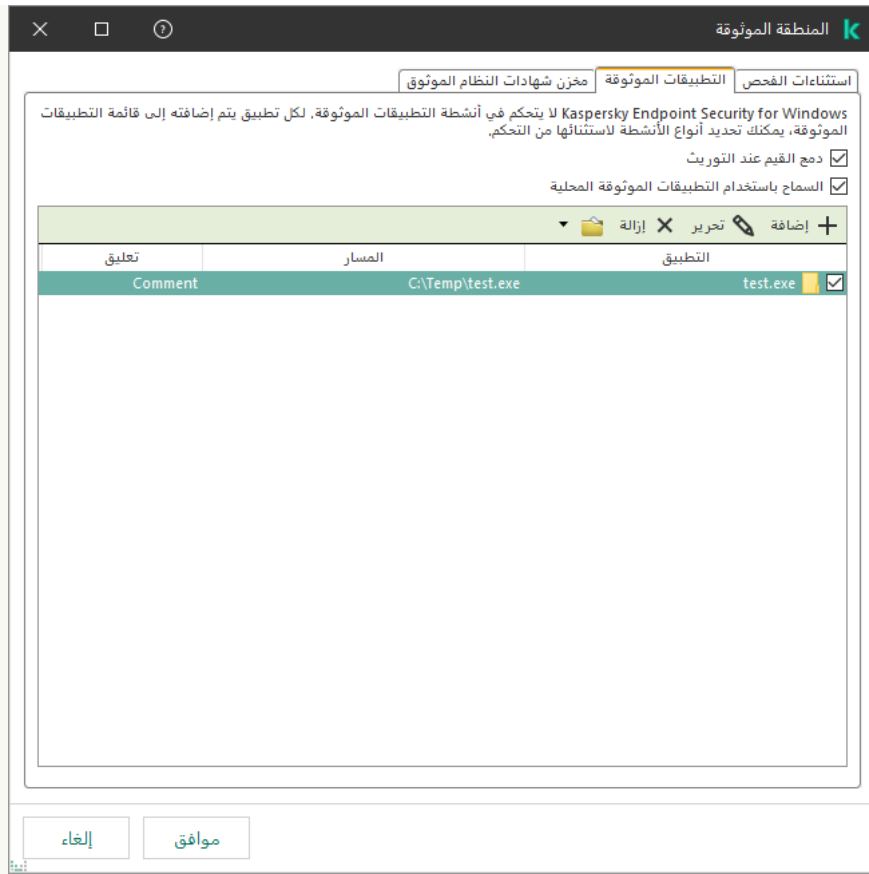 المنطقة الموثوقة
استثناءات الفحص التطبيقات الموثوقة مخزن شهادات النظام الموثوق
Kaspersky Endpoint Security for Windows لا يتحكم في أنشطة التطبيقات الموثوقة. لكل تطبيق يتم إضافته إلى قائمة التطبيقات
الموثوقة، يمكنك تحديد أنواع الأنشطة لاستثنائها من التحكم.
دمج القيم عند التوريث
السماح باستخدام التطبيقات الموثوقة المحلية
إضافة تحرير إزالة
التطبيق المسار تعليق
test.exe C:\Temp\test.exe Comment
موافق إلغاء